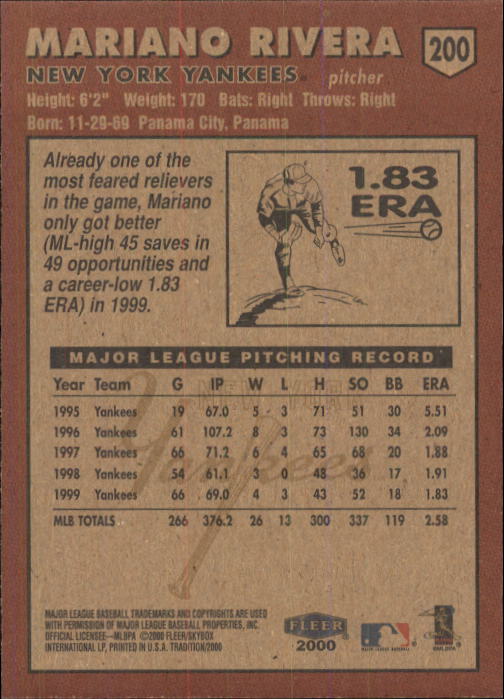 MARIANO RIVERA
200
NEW YORK YANKEES. pitcher
Height: 6'2" Weight: 170 Bats: Right Throws: Right
Born: 11-29-69 Panama City, Panama
Already one of the
most feared relievers
in the game, Mariano
only got better
(ML-high 45 saves in
49 opportunities and
a career-low 1.83
ERA) in 1999.
1.83
ERA
MAJOR LEAGUE PITCHING RECORD
Year Team G IP W L H SO BB ERA
1995 Yankees 19 67.0 5 3 71 51 30 5.51
1996 Yankees 61 107.2 8 3 73 130 34 2.09
1997 Yankees 66 71.2 6 4 65 68 20 1.88
1998 Yankees 54 61.1 3 0 48 36 17 1.91
1999 Yankees 66 69.0 4 3 43 52 18 1.83
MLB TOTALS 266 376.2 26 13 300 337 119 2.58
NEW YORK
Yankees
MAJOR LEAGUE BASEBALL TRADEMARKS AND COPYRIGHTS ARE USED
WITH PERMISSION OF MAJOR LEAGUE BASEBALL PROPERTIES, INC.
OFFICIAL LICENSEE—MLBPA ©2000 FLEER/SKYBOX
INTERNATIONAL LP, PRINTED IN U.S.A. TRADITION/2000
FLEER
2000
MAJOR LEAGUE BASEBALL